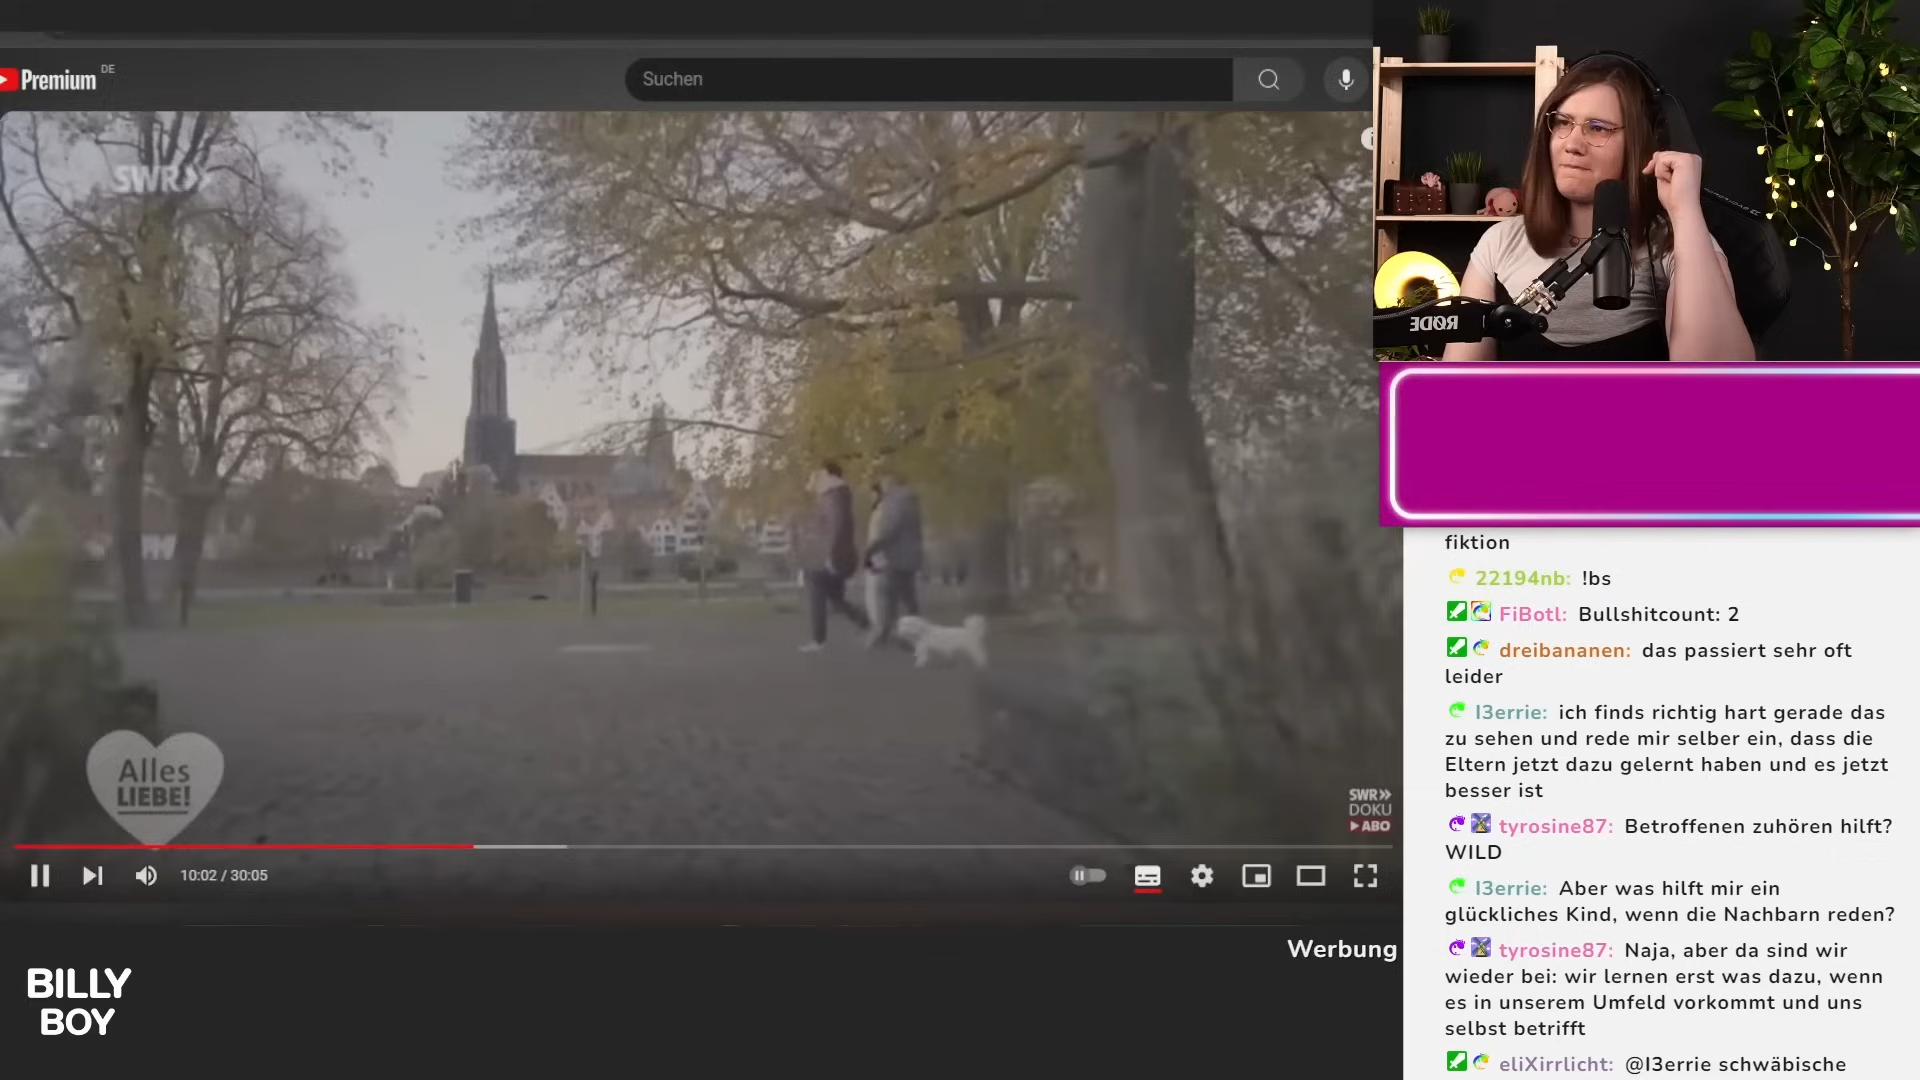 Premium DE
Suchen
SWR»
Alles
LIEBE!
SWR»
DOKU
ABO
10:02 / 30:05
Werbung
BILLY
BOY
RØDE
fiktion
22194nb: !bs
FiBotl: Bullshitcount: 2
dreibananen: das passiert sehr oft
leider
l3errie: ich finds richtig hart gerade das
zu sehen und rede mir selber ein, dass die
Eltern jetzt dazu gelernt haben und es jetzt
besser ist
tyrosine87: Betroffenen zuhören hilft?
WILD
l3errie: Aber was hilft mir ein
glückliches Kind, wenn die Nachbarn reden?
tyrosine87: Naja, aber da sind wir
wieder bei: wir lernen erst was dazu, wenn
es in unserem Umfeld vorkommt und uns
selbst betrifft
eliXirrlicht: @l3errie schwäbische